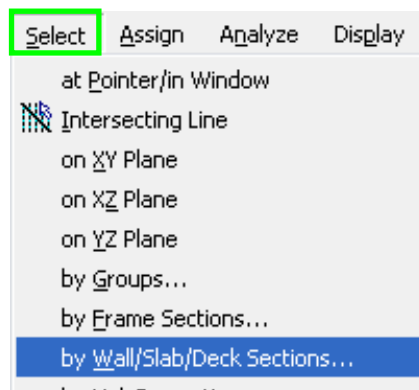 Select Assign Analyze Display
at Pointer/in Window
Intersecting Line
on XY Plane
on XZ Plane
on YZ Plane
by Groups...
by Frame Sections...
by Wall/Slab/Deck Sections...